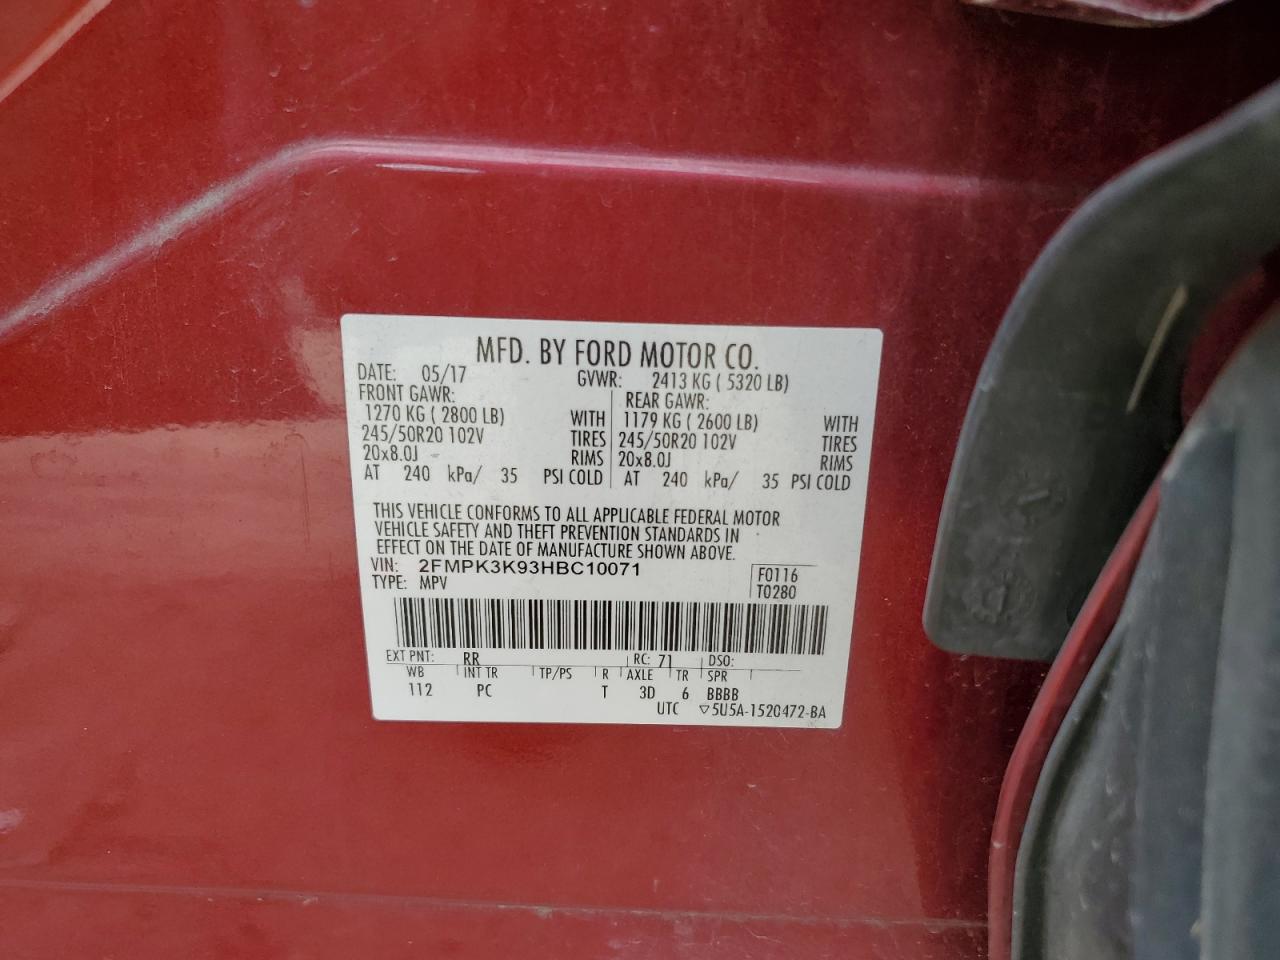 MFD. BY FORD MOTOR CO.
DATE: 05/17 GVWR: 2413 KG ( 5320 LB)
FRONT GAWR: REAR GAWR:
1270 KG ( 2800 LB) WITH 1179 KG ( 2600 LB) WITH
245/50R20 102V TIRES 245/50R20 102V TIRES
20x8.0J RIMS 20x8.0J RIMS
AT 240 kPa/ 35 PSI COLD AT 240 kPa/ 35 PSI COLD
THIS VEHICLE CONFORMS TO ALL APPLICABLE FEDERAL MOTOR
VEHICLE SAFETY AND THEFT PREVENTION STANDARDS IN
EFFECT ON THE DATE OF MANUFACTURE SHOWN ABOVE.
VIN: 2FMPK3K93HBC10071 F0116
TYPE: MPV T0280
EXT PNT: RR RC: 71 DSO:
WB INT TR TP/PS R AXLE TR SPR
112 PC T 3D 6 BBBB
UTC ▽5U5A-1520472-BA